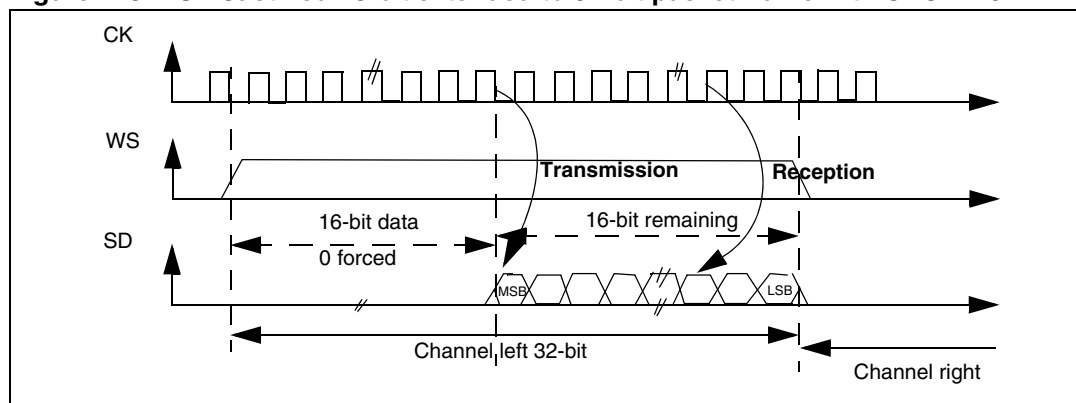 CK
WS
Transmission
Reception
16-bit data
16-bit remaining
SD
0 forced
MSB
LSB
Channel left 32-bit
Channel right